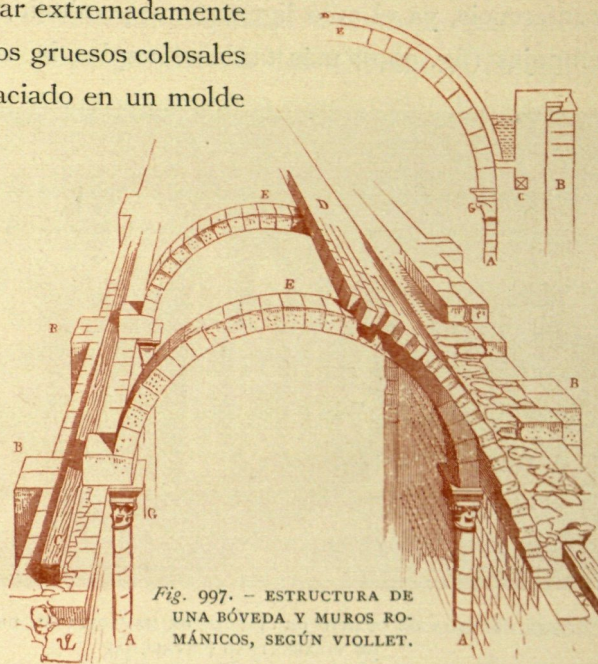 ar extremadamente
os gruesos colosales
aciado en un molde
D
E
B
C
G
A
E
D
E
B
B
B
G
C
C
A
A
Fig. 997. – ESTRUCTURA DE
UNA BÓVEDA Y MUROS RO-
MÁNICOS, SEGÚN VIOLLET.